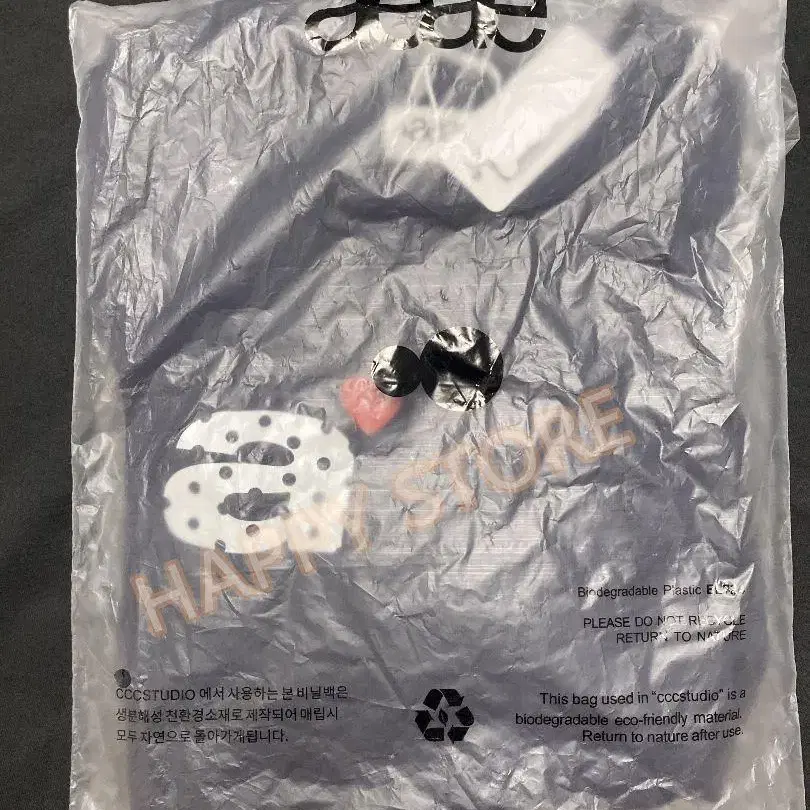 HAPPY STORE
Biodegradable Plastic
PLEASE DO NOT RECYCLE
RETURN TO NATURE
CCCSTUDIO 에서 사용하는 본 비닐백은
생분해성 친환경소재로 제작되어 매립시
모두 자연으로 돌아가게됩니다.
This bag used in "cccstudio" is a
biodegradable eco-friendly material.
Return to nature after use.